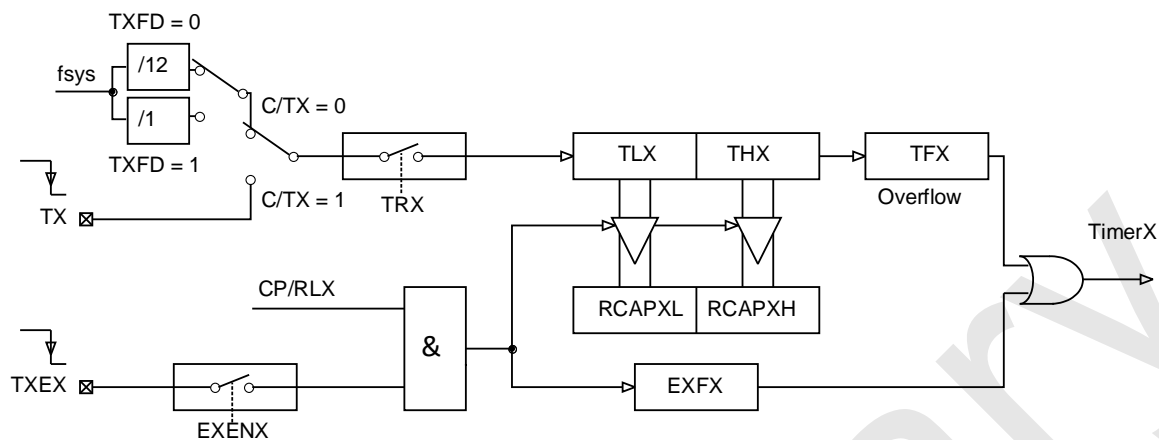 TXFD = 0
/12
fsys
C/TX = 0
/1
TXFD = 1
TLX
THX
TFX
TX
C/TX = 1
TRX
Overflow
TimerX
CP/RLX
RCAPXL
RCAPXH
&
TXEX
EXFX
EXENX